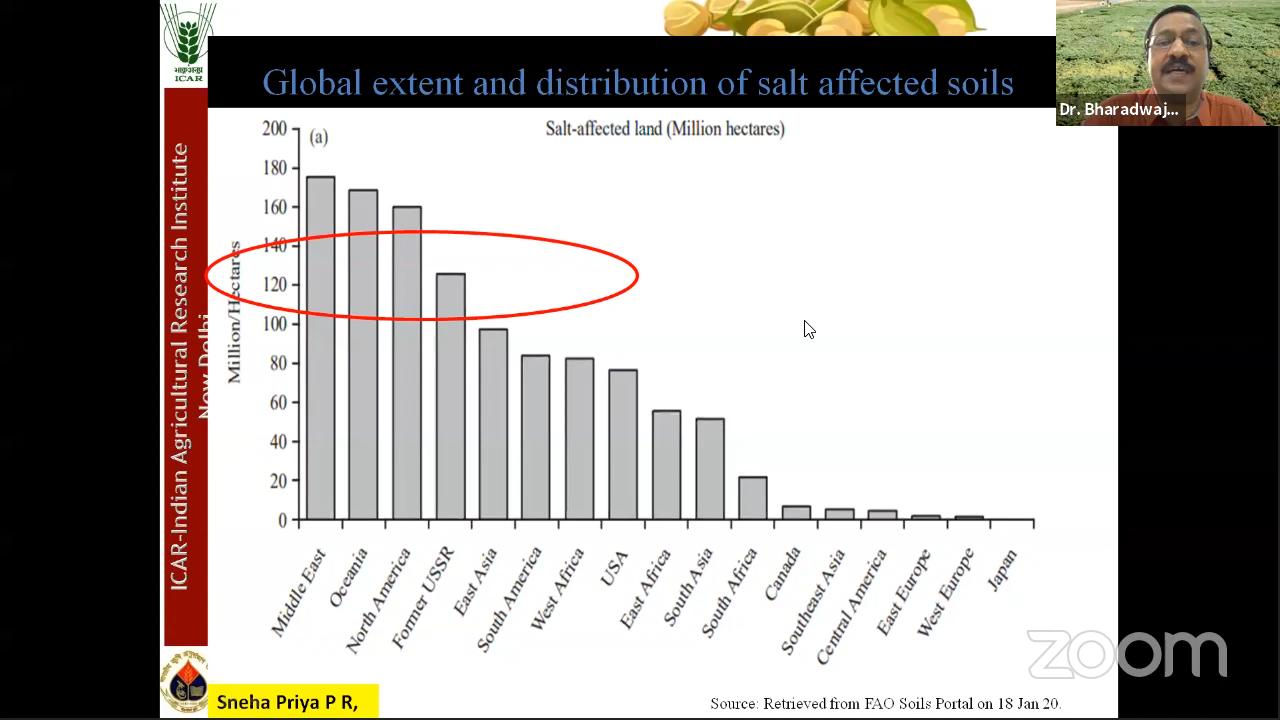 ICAR
Global extent and distribution of salt affected soils
Dr. Bharadwaj...
ICAR-Indian Agricultural Research Institute
New Delhi
(a)
Salt-affected land (Million hectares)
Million/Hectares
200
180
160
140
120
100
80
60
40
20
0
Middle East
Oceania
North America
Former USSR
East Asia
South America
West Africa
USA
East Africa
South Asia
South Africa
Canada
Southeast Asia
Central America
East Europe
West Europe
Japan
zoom
Sneha Priya P R,
Source: Retrieved from FAO Soils Portal on 18 Jan 20.